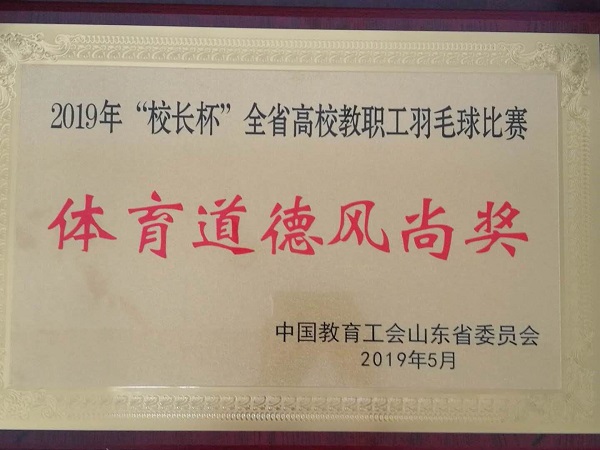 2019年“校长杯”全省高校教职工羽毛球比赛
体育道德风尚奖
中国教育工会山东省委员会
2019年5月